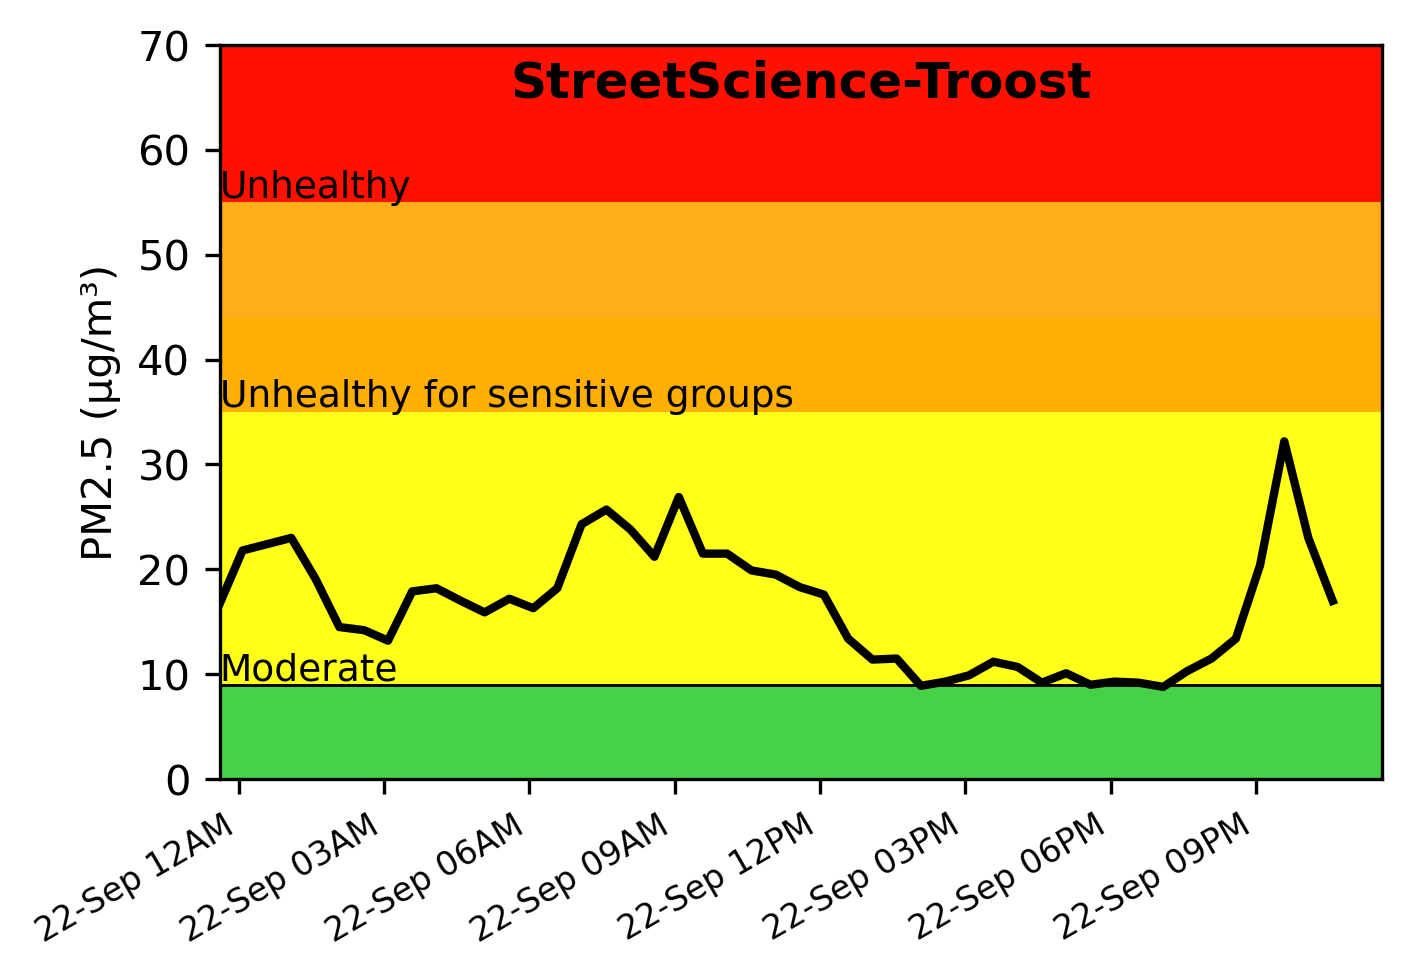 StreetScience-Troost
PM2.5 (µg/m³)
70
60
50
40
30
20
10
0
Unhealthy
Unhealthy for sensitive groups
Moderate
22-Sep 12AM
22-Sep 03AM
22-Sep 06AM
22-Sep 09AM
22-Sep 12PM
22-Sep 03PM
22-Sep 06PM
22-Sep 09PM